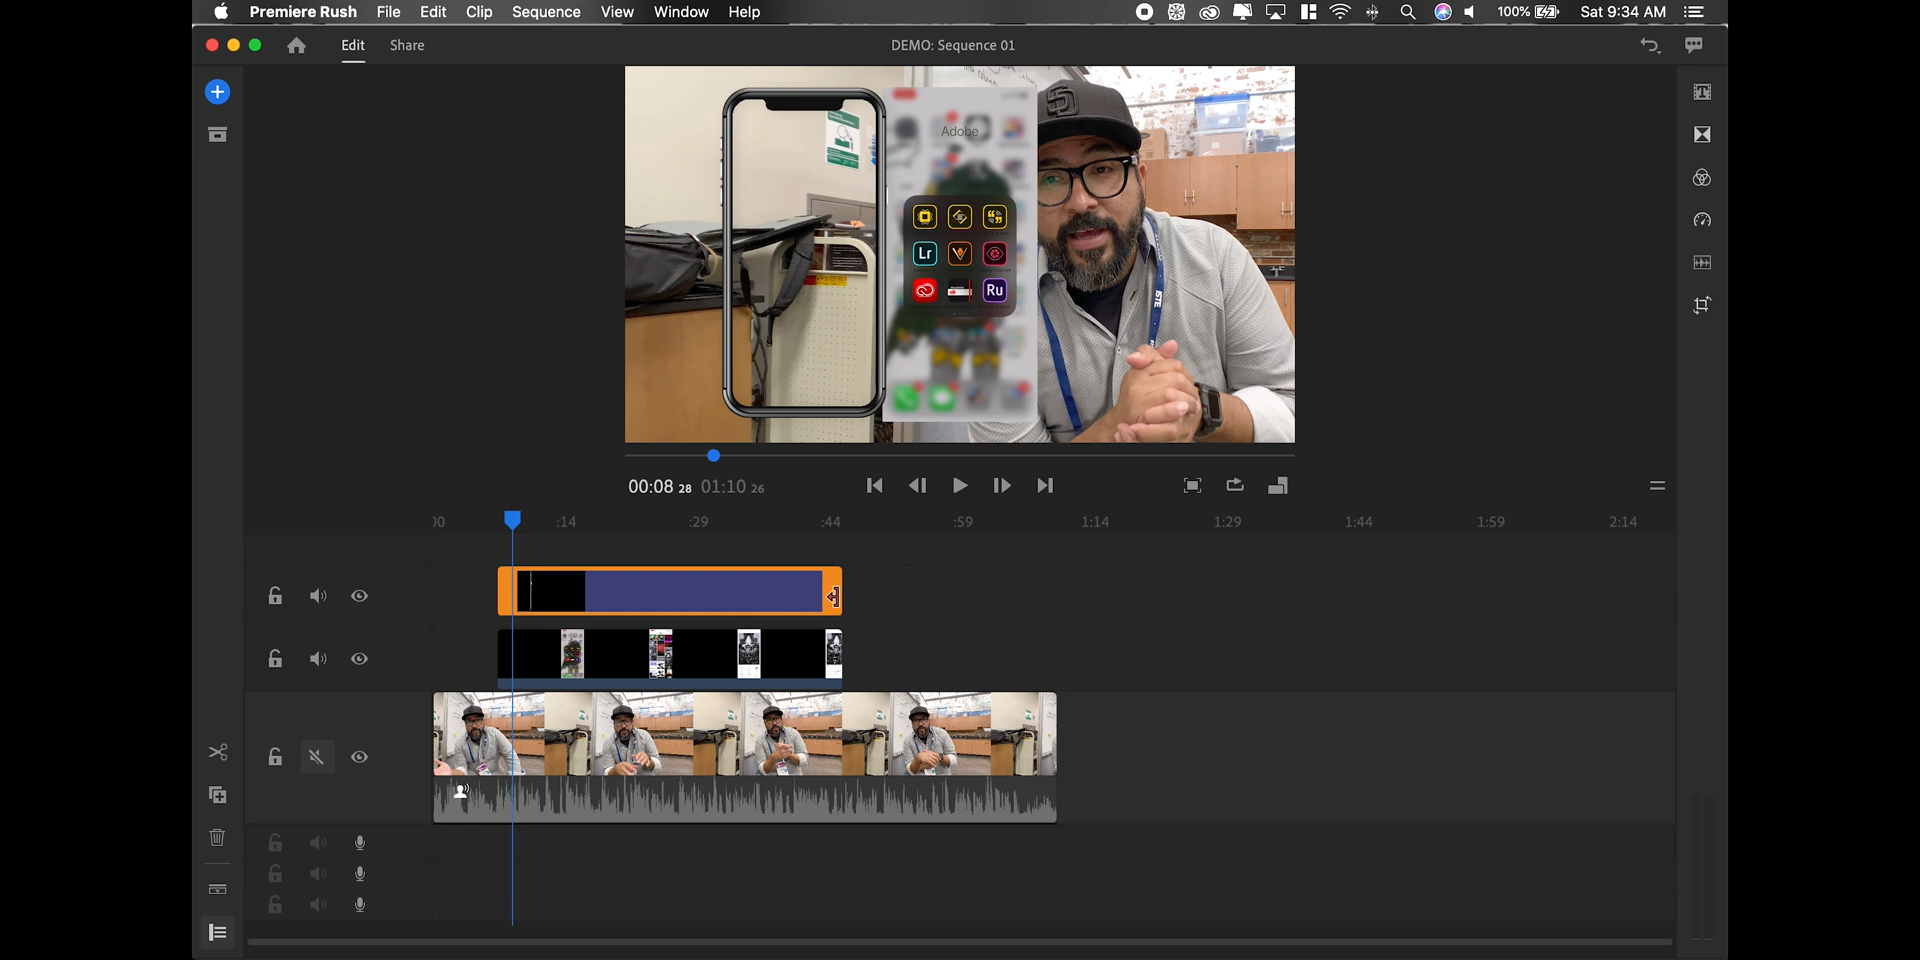 Premiere Rush File Edit Clip Sequence View Window Help 100% Sat 9:34 AM
Edit Share DEMO: Sequence 01
Adobe
Lr
Ru
ISTE
00:08 28 01:10 26
:00 :14 :29 :44 :59 1:14 1:29 1:44 1:59 2:14